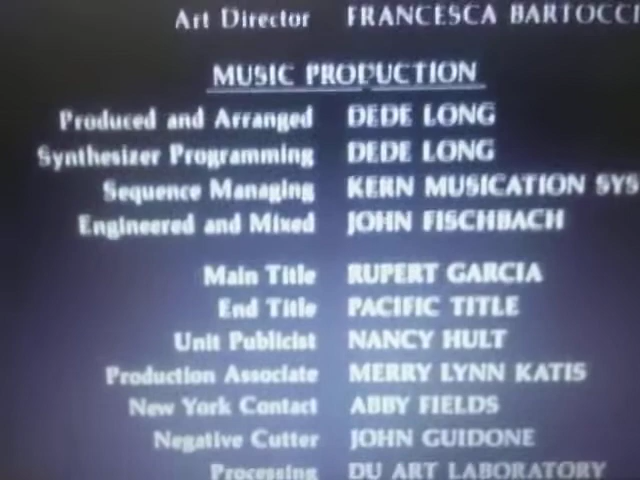 Art Director FRANCESCA BARTOCCI
MUSIC PRODUCTION
Produced and Arranged DEDE LONG
Synthesizer Programming DEDE LONG
Sequence Managing KERN MUSICATION SYS
Engineered and Mixed JOHN FISCHBACH
Main Title RUPERT GARCIA
End Title PACIFIC TITLE
Unit Publicist NANCY HULT
Production Associate MERRY LYNN KATIS
New York Contact ABBY FIELDS
Negative Cutter JOHN GUIDONE
Processing DU ART LABORATORY